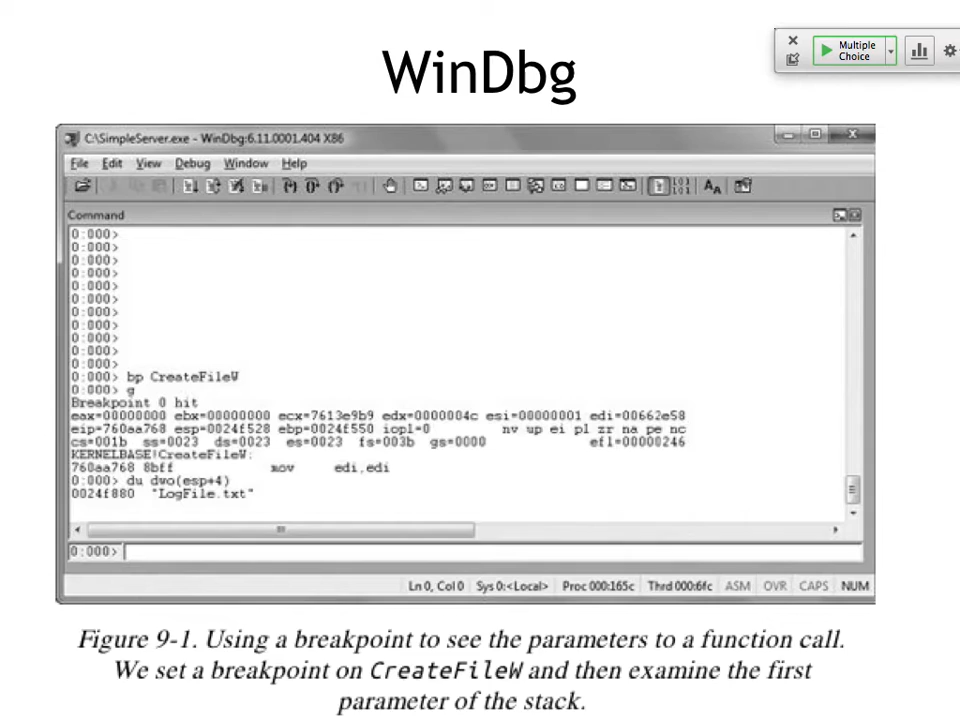 WinDbg
Multiple
Choice
C:\SimpleServer.exe - WinDbg:6.11.0001.404 X86
File Edit View Debug Window Help
Command
0:000>
0:000>
0:000>
0:000>
0:000>
0:000>
0:000>
0:000>
0:000>
0:000>
0:000>
0:000> bp CreateFileW
0:000> g
Breakpoint 0 hit
eax=00000000 ebx=00000000 ecx=7613e9b9 edx=0000004c esi=00000001 edi=00662e58
eip=760aa768 esp=0024f528 ebp=0024f550 iopl=0 nv up ei pl zr na pe nc
cs=001b ss=0023 ds=0023 es=0023 fs=003b gs=0000 efl=00000246
KERNELBASE!CreateFileW:
760aa768 8bff mov edi,edi
0:000> du dwo(esp+4)
0024f880 "LogFile.txt"
0:000>
Ln 0, Col 0 Sys 0:<Local> Proc 000:165c Thrd 000:6fc ASM OVR CAPS NUM
Figure 9-1. Using a breakpoint to see the parameters to a function call.
We set a breakpoint on CreateFileW and then examine the first
parameter of the stack.